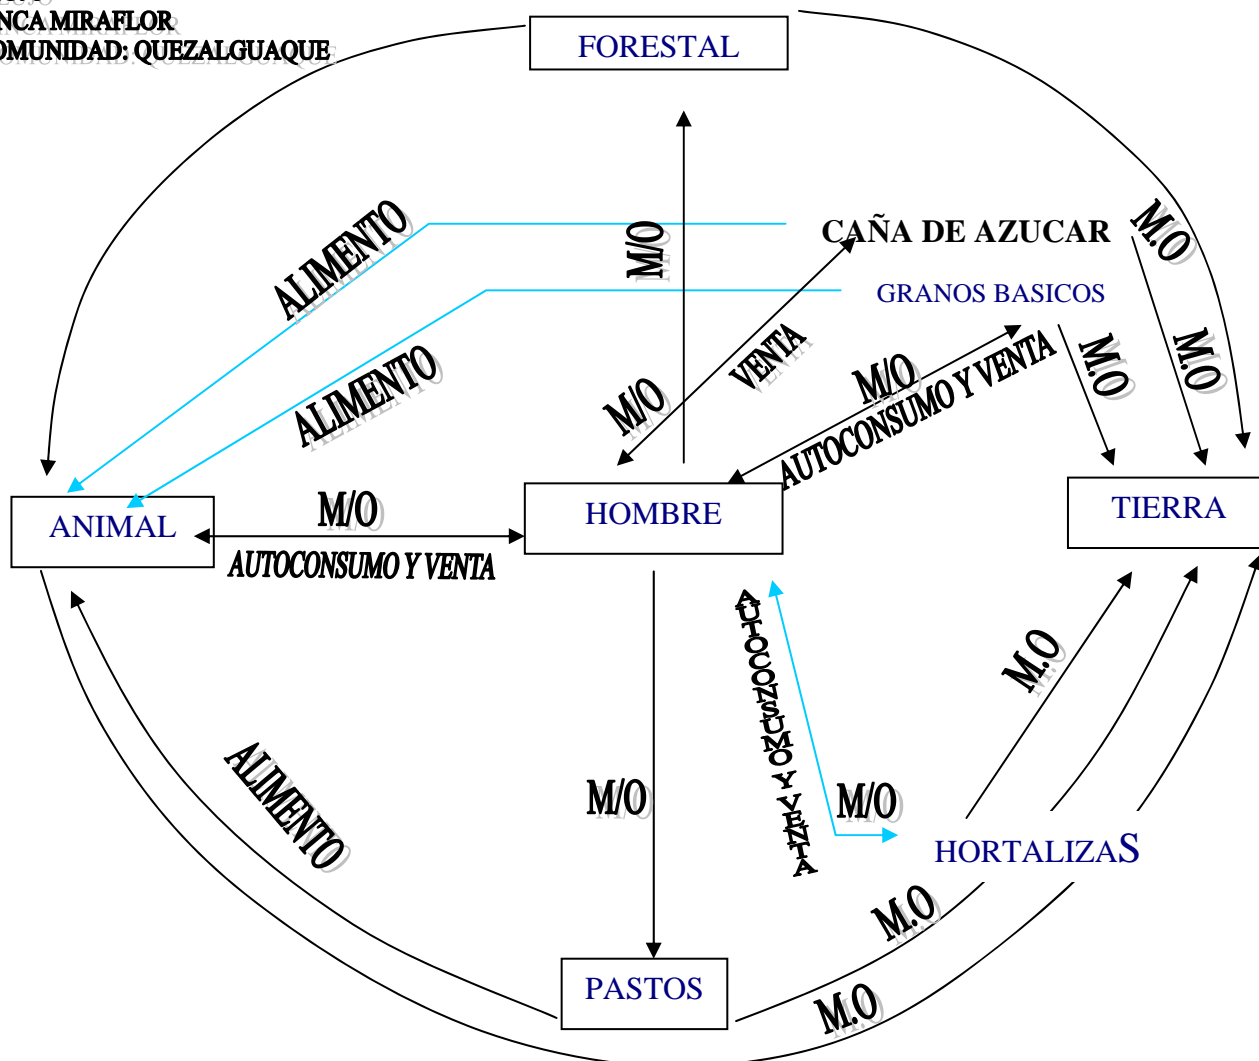 NCA MIRAFLOR
OMUNIDAD: QUEZALGUAQUE
FORESTAL
M/O
ALIMENTO
CAÑA DE AZUCAR
M.O
GRANOS BASICOS
VENTA
M/O
ALIMENTO
M/O
AUTOCONSUMO Y VENTA
M.O
M.O
ANIMAL
M/O
AUTOCONSUMO Y VENTA
HOMBRE
TIERRA
AUTOCONSUMO Y VENTA
M.O
ALIMENTO
M/O
M/O
HORTALIZAS
M.O
PASTOS
M.O